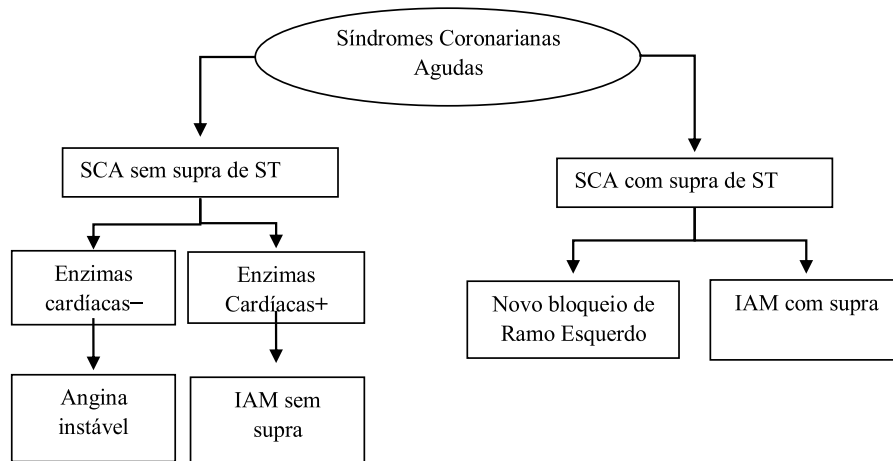 Síndromes Coronarianas
Agudas
SCA sem supra de ST
SCA com supra de ST
Enzimas
cardíacas–
Enzimas
Cardíacas+
Novo bloqueio de
Ramo Esquerdo
IAM com supra
Angina
instável
IAM sem
supra